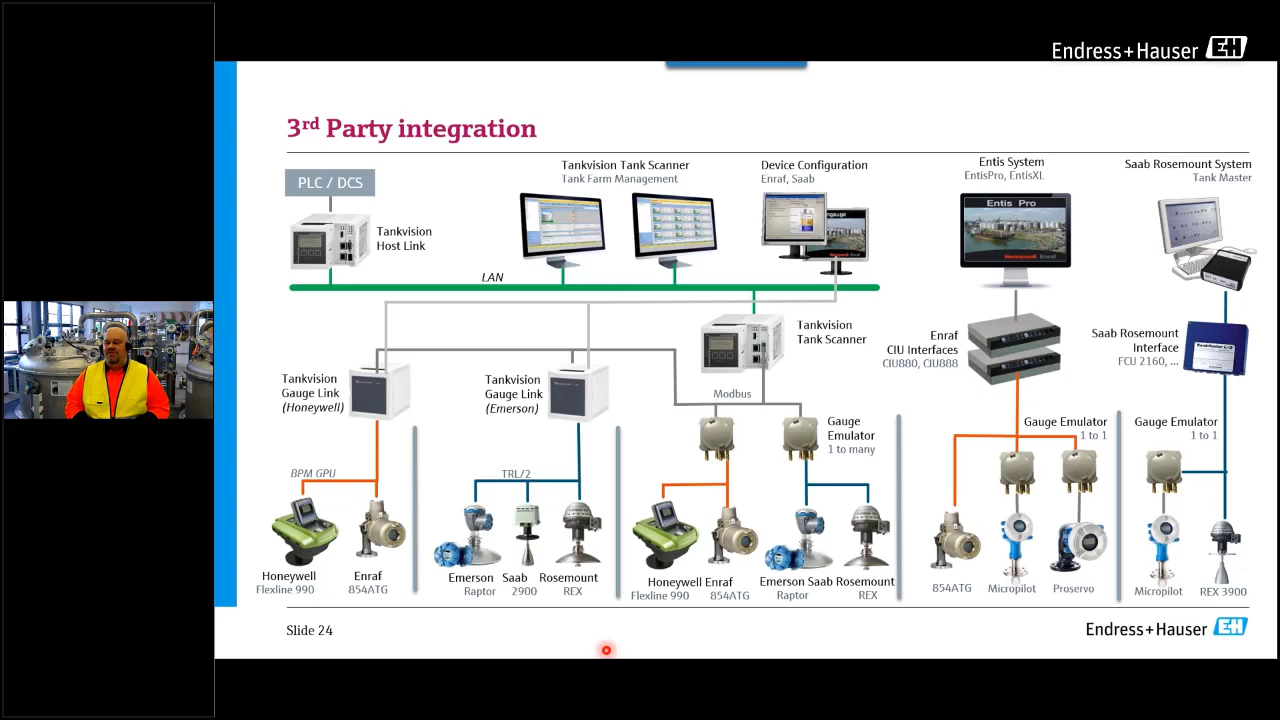 Endress+Hauser EH
3rd Party integration
PLC / DCS
Tankvision
Host Link
Tankvision Tank Scanner
Tank Farm Management
Device Configuration
Enraf, Saab
Entis System
EntisPro, EntisXL
Saab Rosemount System
Tank Master
Entis Pro
Honeywell Enraf
LAN
Tankvision
Tank Scanner
Enraf
CIU Interfaces
CIU880, CIU888
Saab Rosemount
Interface
FCU 2160, ...
Tankvision
Gauge Link
(Honeywell)
Tankvision
Gauge Link
(Emerson)
Modbus
Gauge
Emulator
1 to many
Gauge Emulator
1 to 1
Gauge Emulator
1 to 1
BPM GPU
TRL/2
Honeywell
Flexline 990
Enraf
854ATG
Emerson Saab Rosemount
Raptor 2900 REX
Honeywell Enraf
Flexline 990 854ATG
Emerson Saab Rosemount
Raptor REX
854ATG
Micropilot
Proservo
Micropilot
REX 3900
Slide 24
Endress+Hauser EH